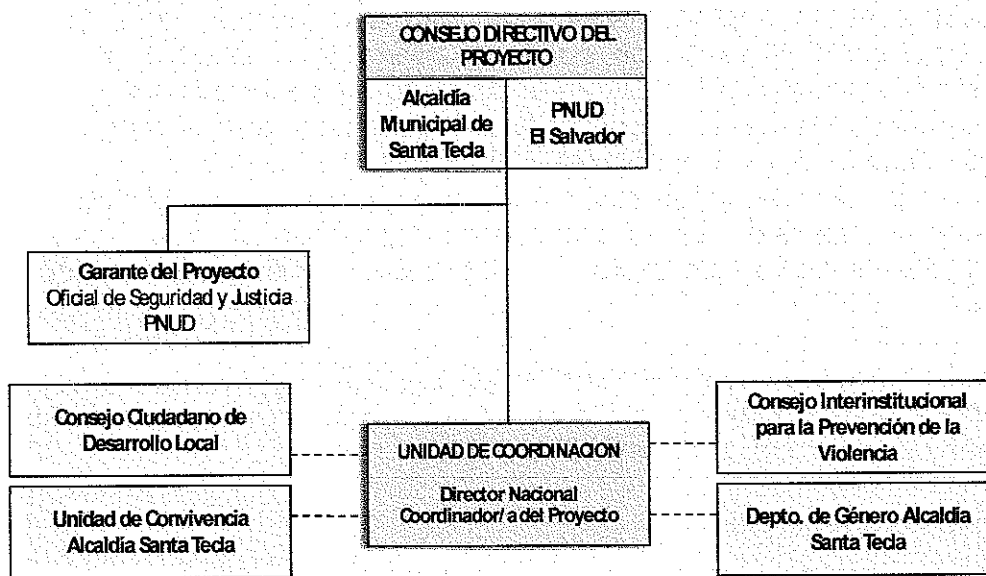 CONSEJO DIRECTIVO DEL
PROYECTO
Alcaldía
Municipal de
Santa Tecla
PNUD
El Salvador
Garante del Proyecto
Oficial de Seguridad y Justicia
PNUD
Consejo Ciudadano de
Desarrollo Local
Unidad de Convivencia
Alcaldía Santa Tecla
UNIDAD DE COORDINACION
Director Nacional
Coordinador/a del Proyecto
Consejo Interinstitucional
para la Prevención de la
Violencia
Depto. de Género Alcaldía
Santa Tecla